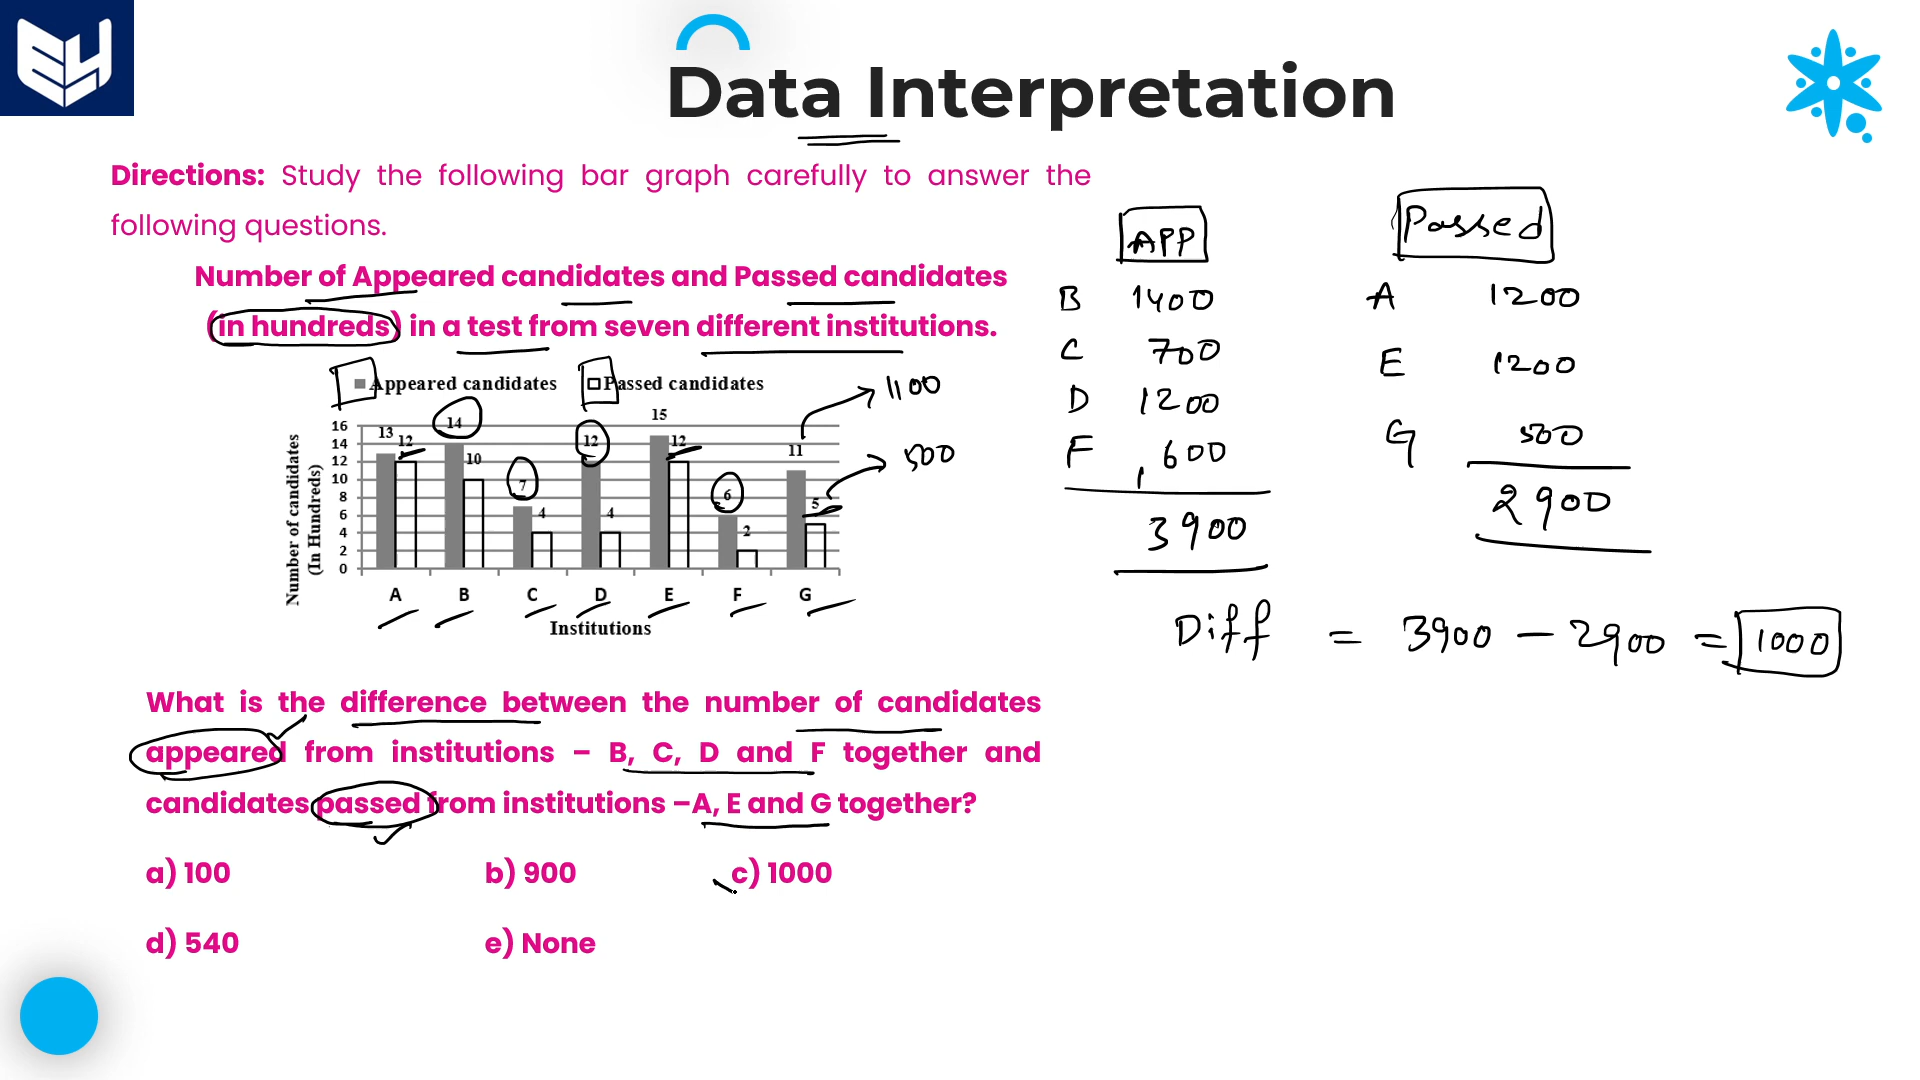 EY
Data Interpretation
Directions: Study the following bar graph carefully to answer the
following questions.
Number of Appeared candidates and Passed candidates
(in hundreds) in a test from seven different institutions.
Appeared candidates Passed candidates
Number of candidates
(In Hundreds)
16
14
12
10
8
6
4
2
0
13 12 14 10 7 4 12 4 15 12 6 2 11 5
A B C D E F G
Institutions
1100
500
What is the difference between the number of candidates
appeared from institutions – B, C, D and F together and
candidates passed from institutions –A, E and G together?
a) 100 b) 900 c) 1000
d) 540 e) None
APP
B 1400
C 700
D 1200
F 600
3900
Passed
A 1200
E 1200
G 500
2900
Diff = 3900 – 2900 = 1000